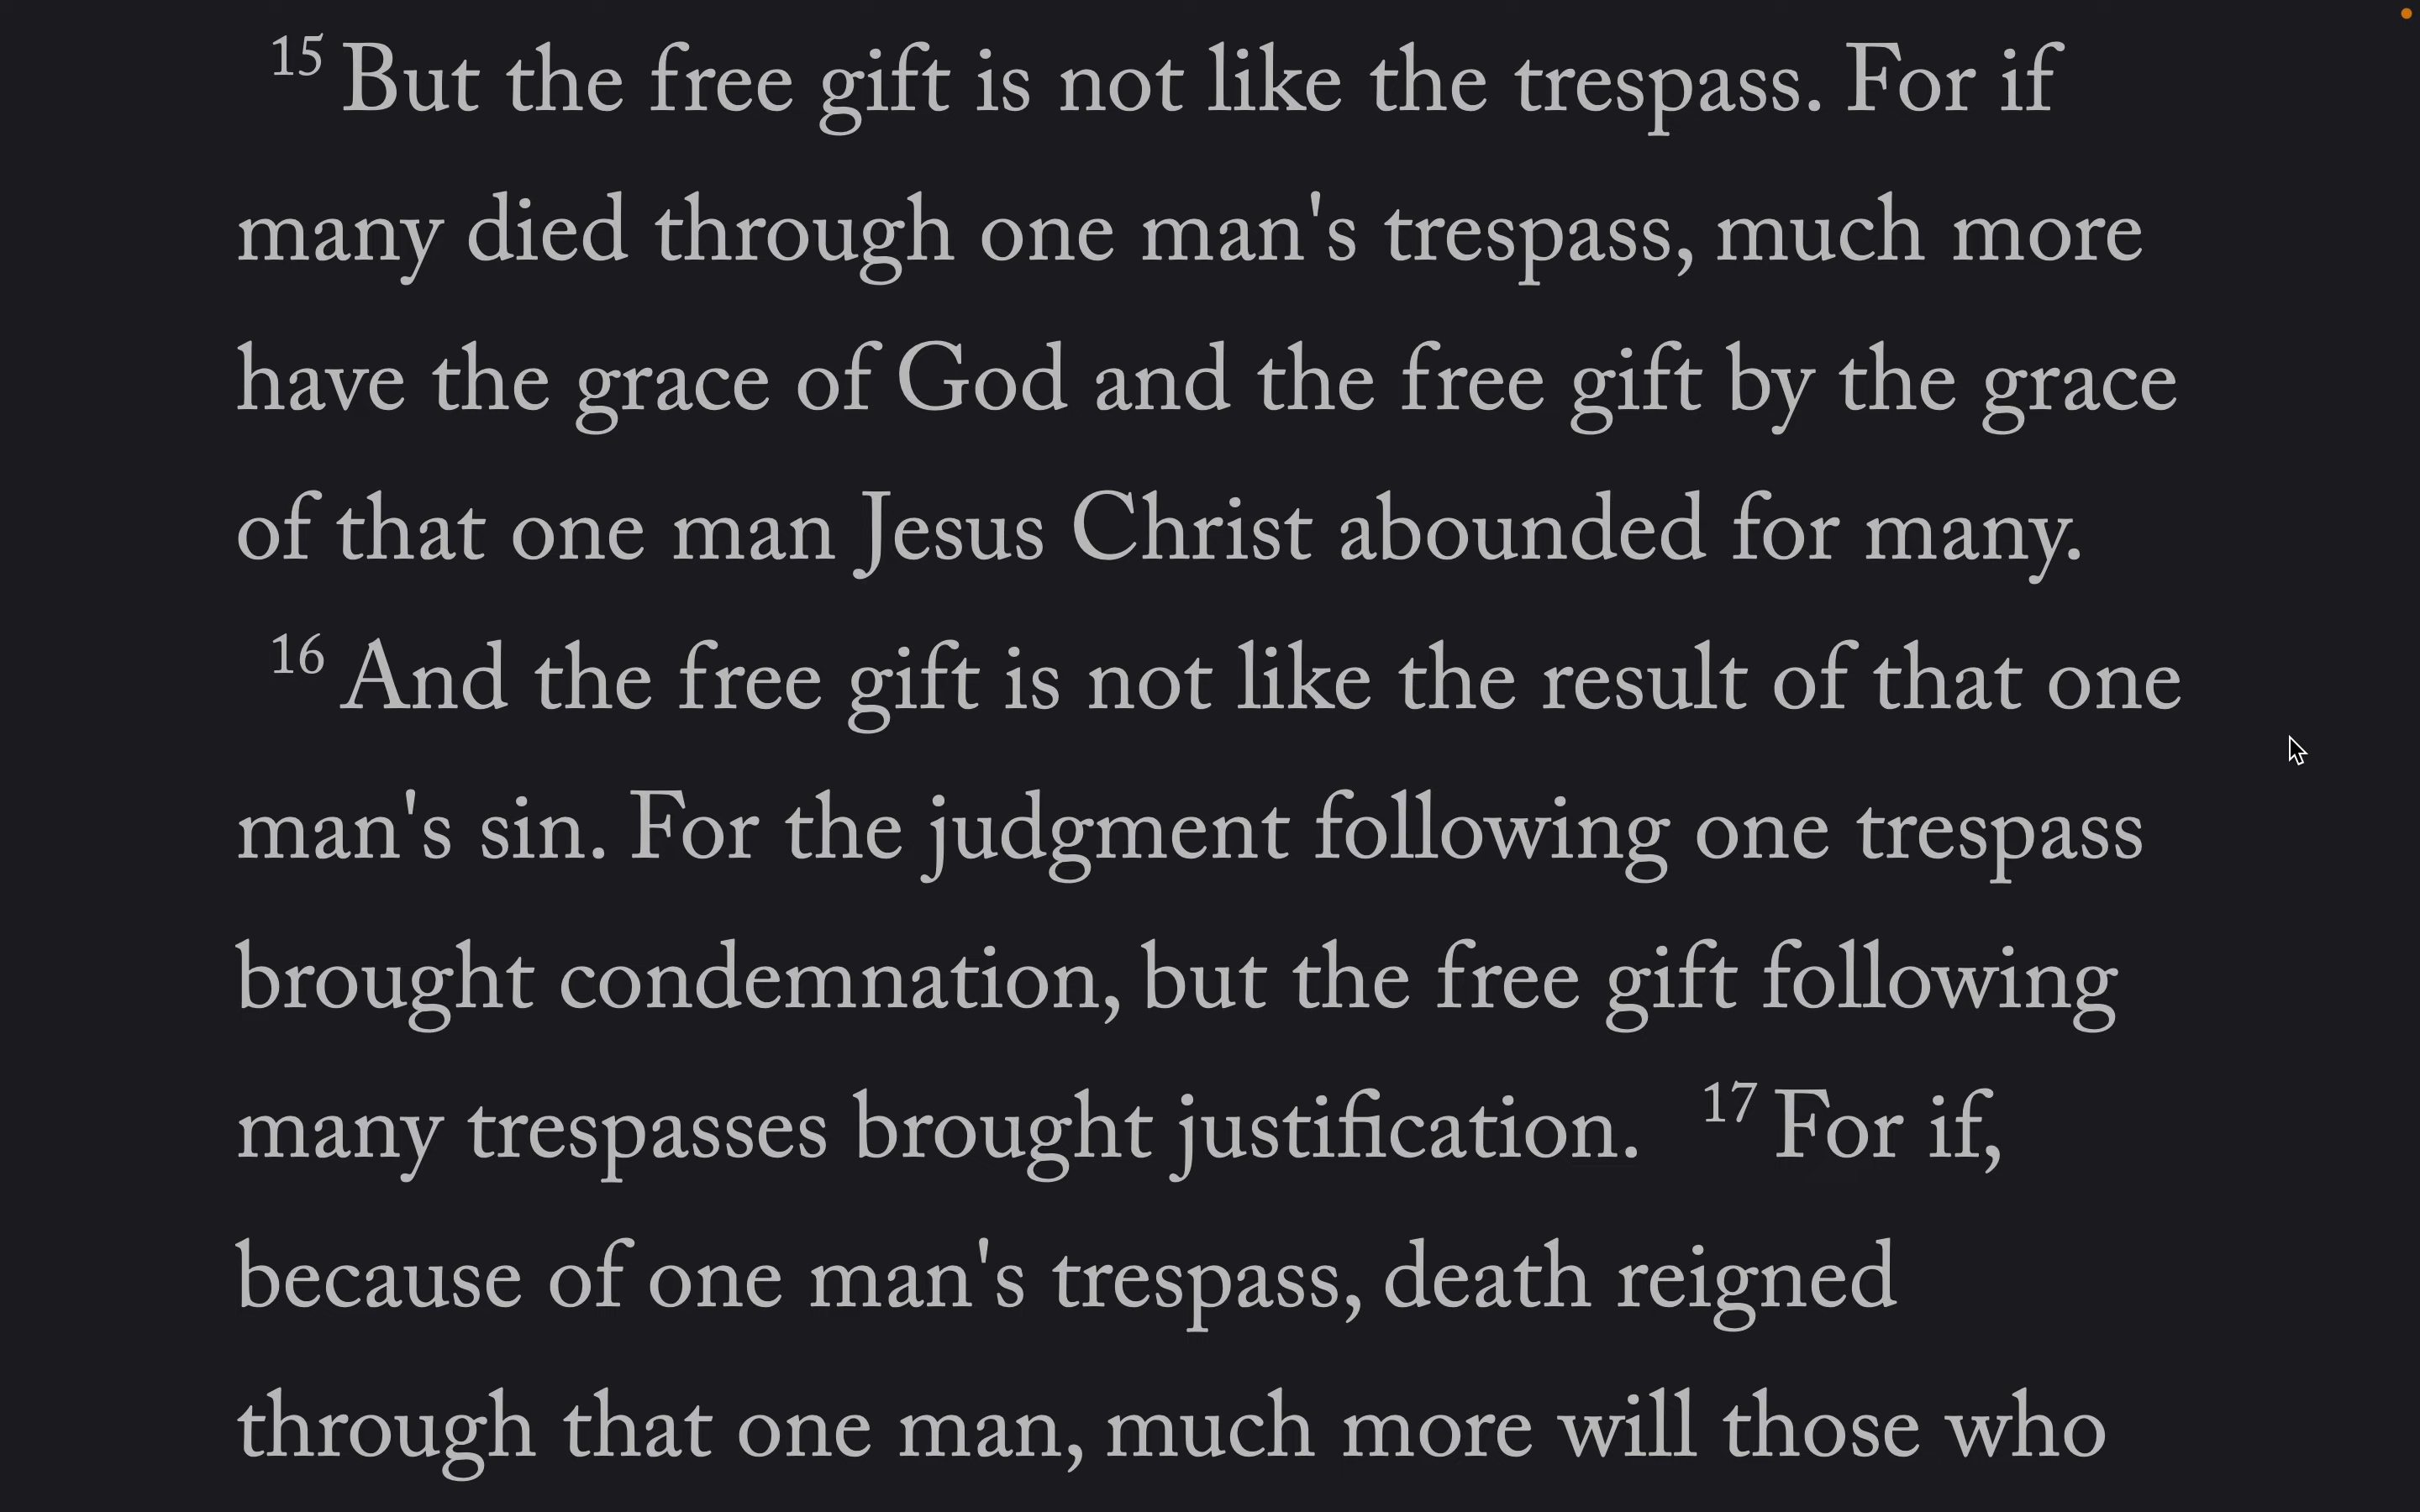 15 But the free gift is not like the trespass. For if
many died through one man's trespass, much more
have the grace of God and the free gift by the grace
of that one man Jesus Christ abounded for many.
16 And the free gift is not like the result of that one
man's sin. For the judgment following one trespass
brought condemnation, but the free gift following
many trespasses brought justification. 17 For if,
because of one man's trespass, death reigned
through that one man, much more will those who